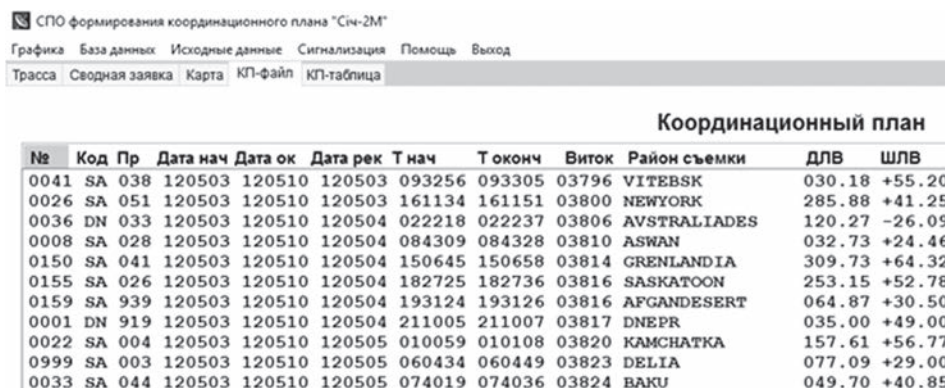 СПО формирования координационного плана "Січ-2М"
Графика База данных Исходные данные Сигнализация Помощь Выход
Трасса Сводная заявка Карта КП-файл КП-таблица
Координационный план
№ Код Пр Дата нач Дата ок Дата рек Т нач Т оконч Виток Район съемки ДЛВ ШЛВ
0041 SA 038 120503 120510 120503 093256 093305 03796 VITEBSK 030.18 +55.20
0026 SA 051 120503 120510 120503 161134 161151 03800 NEWYORK 285.88 +41.25
0036 DN 033 120503 120510 120504 022218 022237 03806 AVSTRALIADES 120.27 -26.09
0008 SA 028 120503 120510 120504 084309 084328 03810 ASWAN 032.73 +24.46
0150 SA 041 120503 120510 120504 150645 150658 03814 GRENLANDIA 309.73 +64.32
0155 SA 026 120503 120510 120504 182725 182736 03816 SASKATOON 253.15 +52.78
0159 SA 939 120503 120510 120504 193124 193126 03816 AFGANDESERT 064.87 +30.50
0001 DN 919 120503 120510 120504 211005 211007 03817 DNEPR 035.00 +49.00
0022 SA 004 120503 120510 120505 010059 010108 03820 KAMCHATKA 157.61 +56.77
0999 SA 003 120503 120510 120505 060434 060449 03823 DELIA 077.09 +29.00
0033 SA 044 120503 120510 120505 074019 074036 03824 BAKU 049.70 +40.85